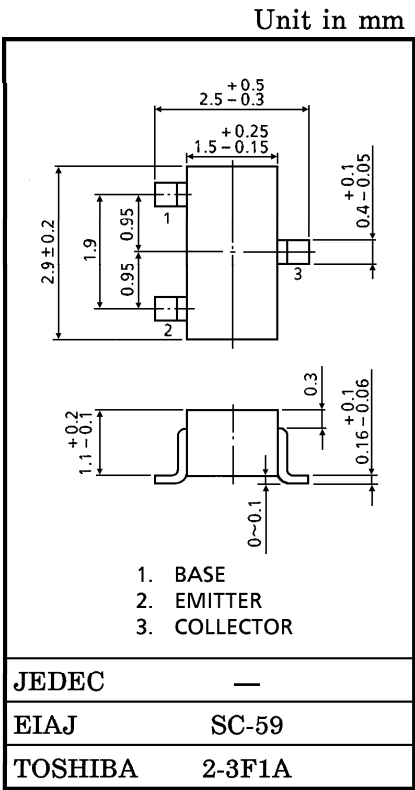 Unit in mm
+0.5
2.5−0.3
+0.25
1.5−0.15
+0.1
0.4−0.05
2.9±0.2
1.9
0.95
0.95
1
2
3
+0.2
1.1−0.1
0.3
+0.1
0.16−0.06
0~0.1
1. BASE
2. EMITTER
3. COLLECTOR
JEDEC —
EIAJ SC-59
TOSHIBA 2-3F1A